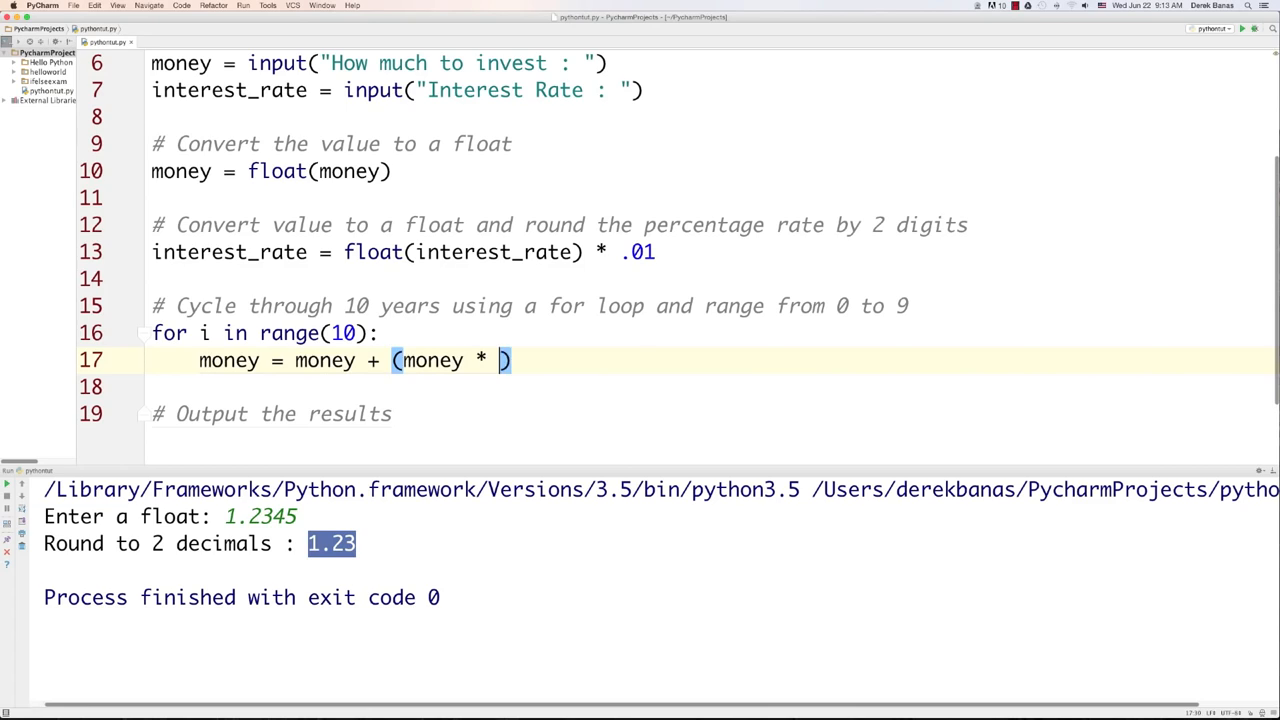 PyCharm File Edit View Navigate Code Refactor Run Tools VCS Window Help
10 Wed Jun 22 9:13 AM Derek Banas
pythontut.py - PycharmProjects - [~/PycharmProjects]
PycharmProjects pythontut.py
pythontut
pythontut.py
PycharmProject
Hello Python
helloworld
ifelseexam
pythontut.py
External Librarie
6 money = input("How much to invest : ")
7 interest_rate = input("Interest Rate : ")
8
9 # Convert the value to a float
10 money = float(money)
11
12 # Convert value to a float and round the percentage rate by 2 digits
13 interest_rate = float(interest_rate) * .01
14
15 # Cycle through 10 years using a for loop and range from 0 to 9
16 for i in range(10):
17 money = money + (money * )
18
19 # Output the results
Run pythontut
/Library/Frameworks/Python.framework/Versions/3.5/bin/python3.5 /Users/derekbanas/PycharmProjects/pytho
Enter a float: 1.2345
Round to 2 decimals : 1.23
Process finished with exit code 0
17:30 LF UTF-8